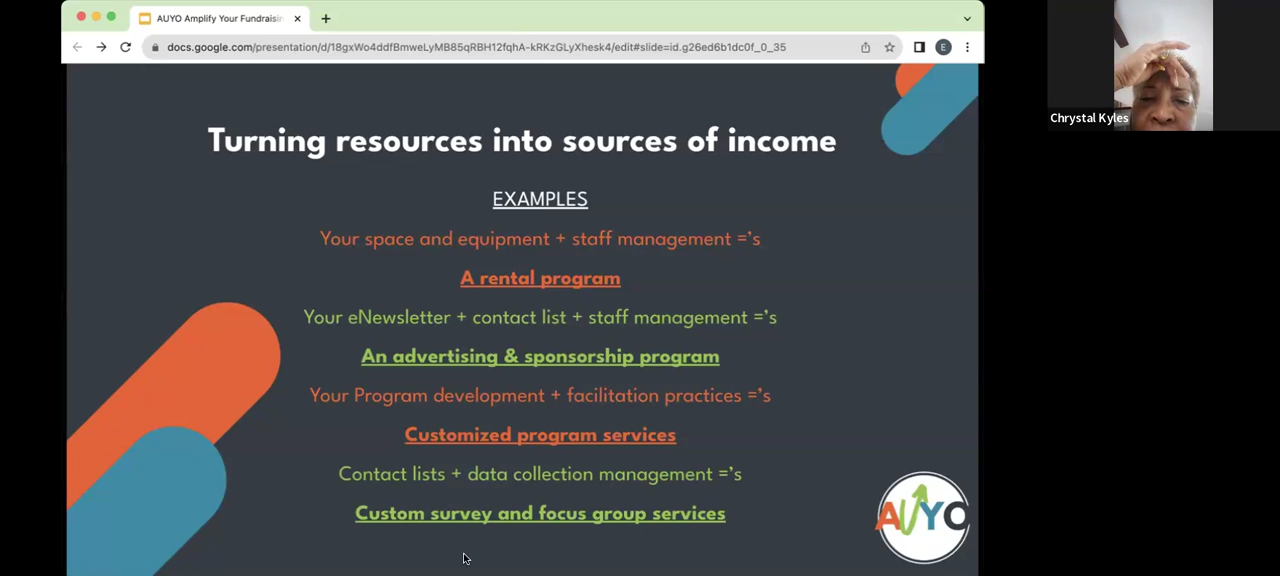 AUYO Amplify Your Fundraisin
docs.google.com/presentation/d/18gxWo4ddfBmweLyMB85qRBH12fqhA-kRKzGLyXhesk4/edit#slide=id.g26ed6b1dc0f_0_35
E
Chrystal Kyles
Turning resources into sources of income
EXAMPLES
Your space and equipment + staff management =’s
A rental program
Your eNewsletter + contact list + staff management =’s
An advertising & sponsorship program
Your Program development + facilitation practices =’s
Customized program services
Contact lists + data collection management =’s
Custom survey and focus group services
AUYO